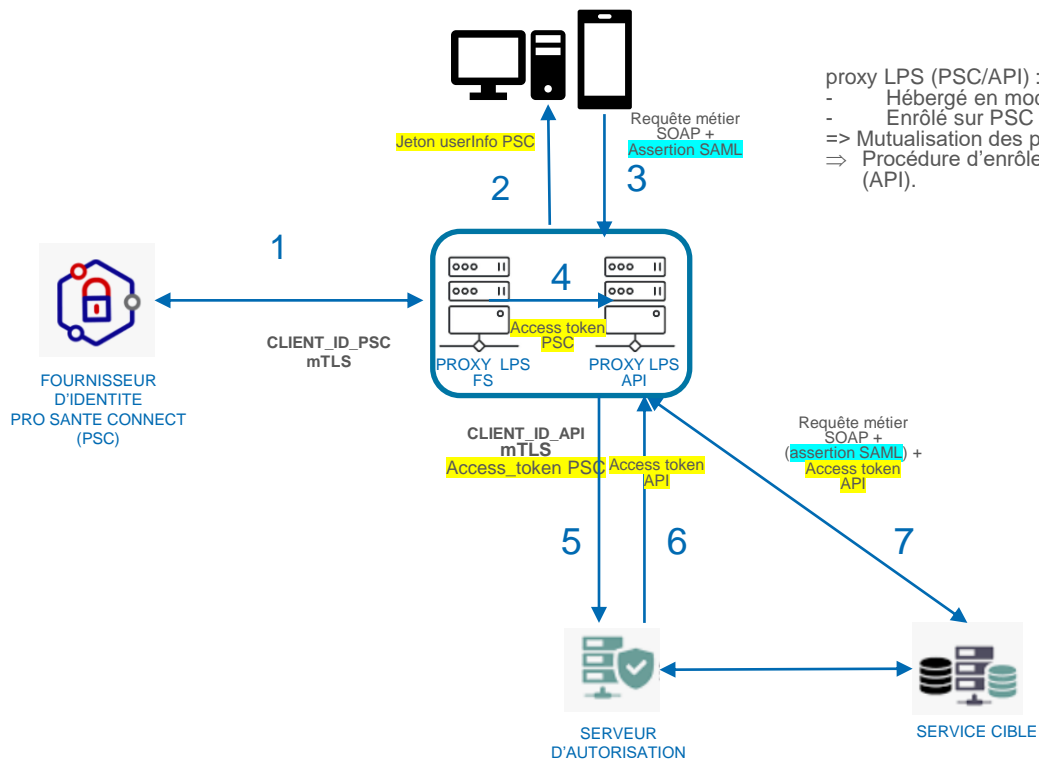 proxy LPS (PSC/API) :
- Hébergé en mod
- Enrôlé sur PSC
=> Mutualisation des p
⇒ Procédure d'enrôle
(API).
Requête métier
SOAP +
Assertion SAML
Jeton userInfo PSC
2
3
1
4
Access token
PSC
CLIENT_ID_PSC
mTLS
PROXY LPS
FS
PROXY LPS
API
FOURNISSEUR
D'IDENTITE
PRO SANTE CONNECT
(PSC)
CLIENT_ID_API
mTLS
Access_token PSC
Access token
API
Requête métier
SOAP +
(assertion SAML) +
Access token
API
5
6
7
SERVEUR
D'AUTORISATION
SERVICE CIBLE